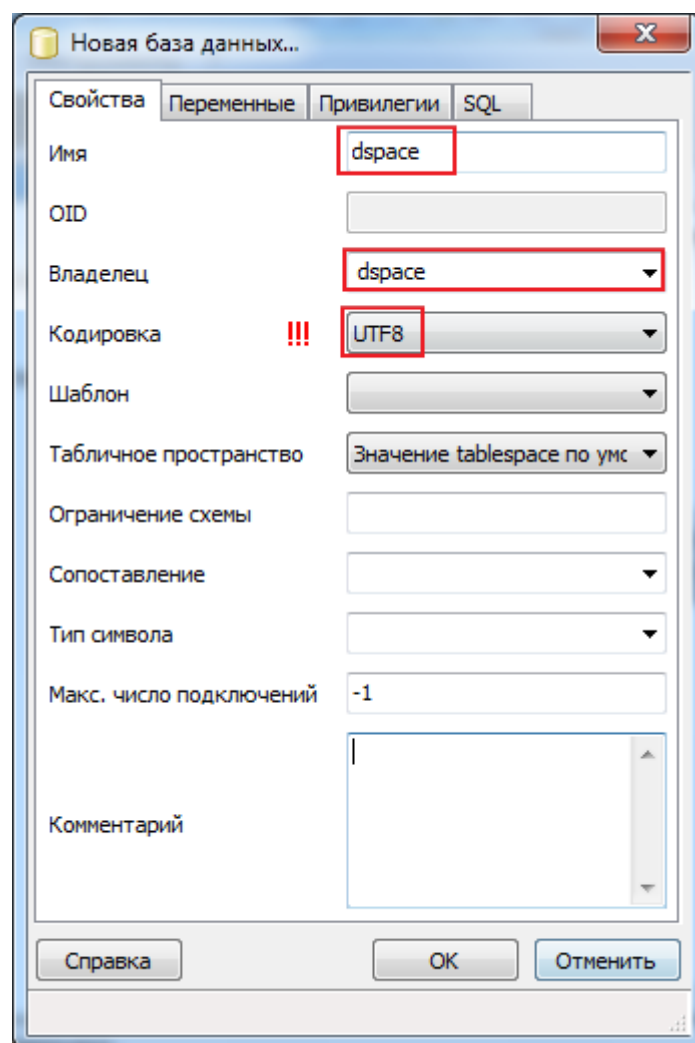 Новая база данных...
Свойства Переменные Привилегии SQL
Имя dspace
OID
Владелец dspace
Кодировка !!! UTF8
Шаблон
Табличное пространство Значение tablespace по умс
Ограничение схемы
Сопоставление
Тип символа
Макс. число подключений -1
Комментарий
Справка OK Отменить